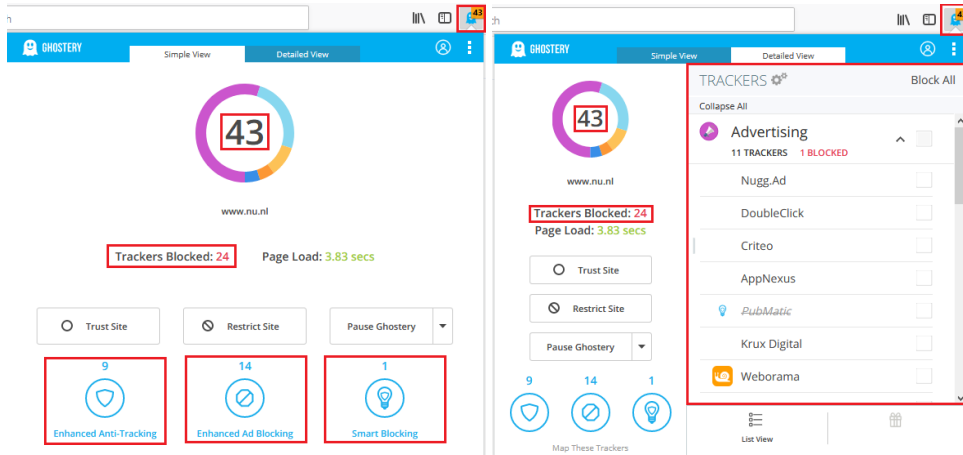 h
43
GHOSTERY
Simple View
Detailed View
43
www.nu.nl
Trackers Blocked: 24
Page Load: 3.83 secs
Trust Site
Restrict Site
Pause Ghostery
9
14
1
Enhanced Anti-Tracking
Enhanced Ad Blocking
Smart Blocking
ch
GHOSTERY
Simple View
Detailed View
43
www.nu.nl
Trackers Blocked: 24
Page Load: 3.83 secs
Trust Site
Restrict Site
Pause Ghostery
9
14
1
Map These Trackers
TRACKERS
Block All
Collapse All
Advertising
11 TRACKERS 1 BLOCKED
Nugg.Ad
DoubleClick
Criteo
AppNexus
PubMatic
Krux Digital
Weborama
List View